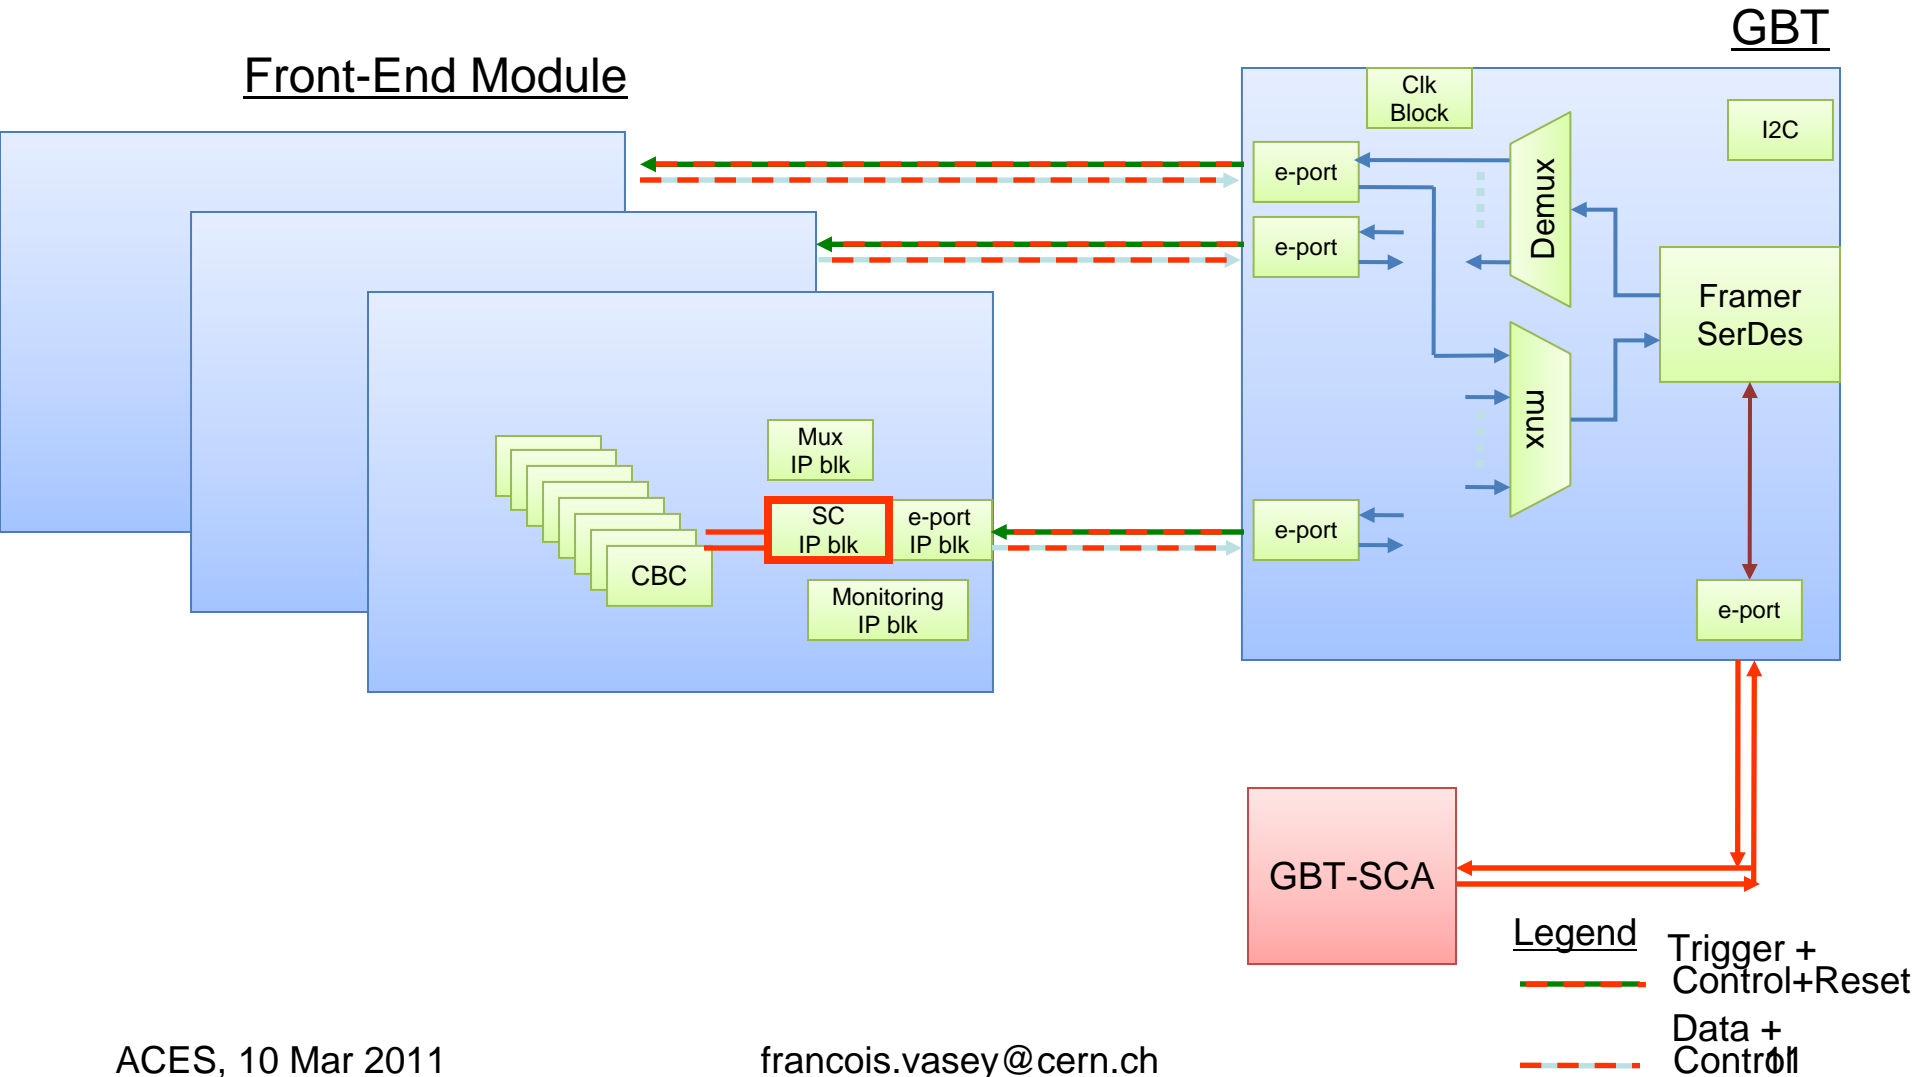 GBT
Front-End Module
Clk
Block
I2C
e-port
Demux
e-port
Framer
SerDes
mux
Mux
IP blk
SC
IP blk
e-port
IP blk
e-port
CBC
Monitoring
IP blk
e-port
GBT-SCA
Legend
Trigger +
Control+Reset
Data +
Control
11
ACES, 10 Mar 2011
francois.vasey@cern.ch